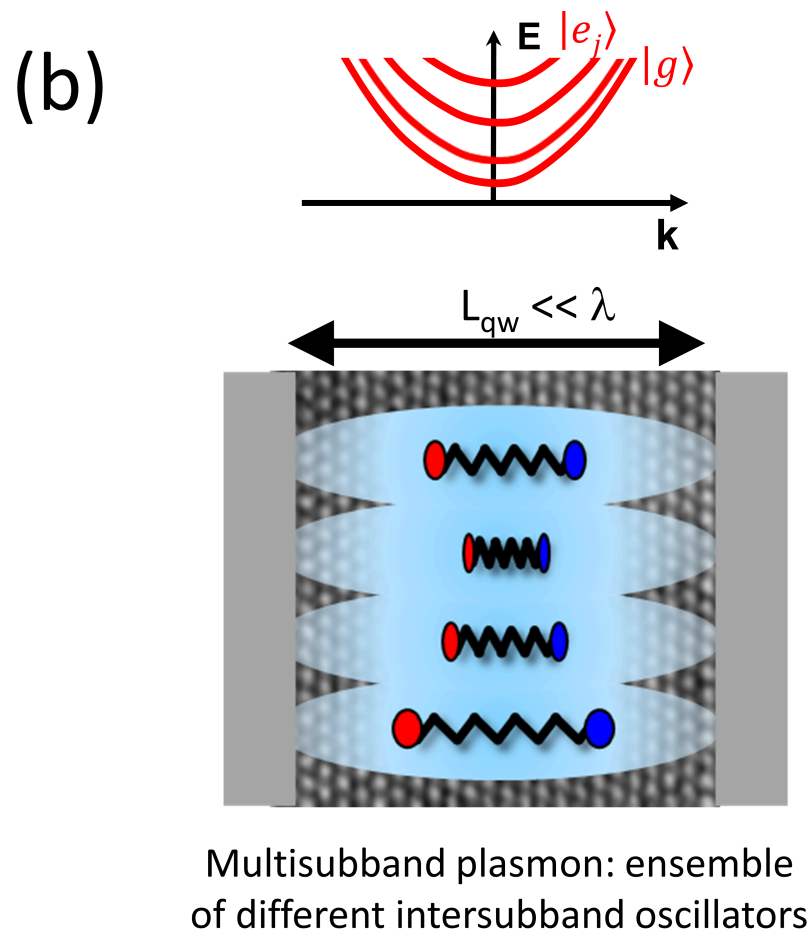 (b)
E
|e_j⟩
|g⟩
k
L_qw << λ
Multisubband plasmon: ensemble
of different intersubband oscillators